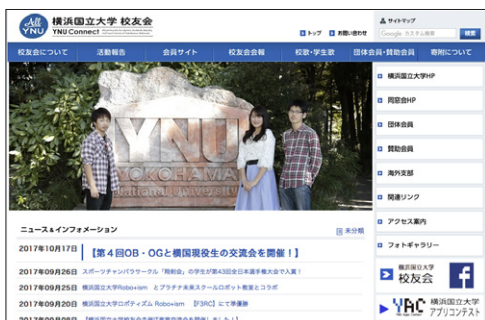 All
YNU
横浜国立大学 校友会
YNU Connect
サイトマップ
トップ
お問い合わせ
Google カスタム検索
検索
校友会について
活動報告
会員サイト
校友会会報
校歌・学生歌
団体会員・賛助会員
寄附について
YNU
YOKOHAMA
National University
横浜国立大学HP
同窓会HP
団体会員
賛助会員
海外支部
関連リンク
アクセス案内
フォトギャラリー
横浜国立大学
校友会
YAC 横浜国立大学
アプリコンテスト
ニュース&インフォメーション
未分類
2017年10月17日 【第４回OB・OGと横国現役生の交流会を開催！】
2017年09月26日 スポーツチャンバラサークル「飛剣会」の学生が第43回全日本選手権大会で入賞！
2017年09月25日 横浜国立大学Robo+ism とプラチナ未来スクールロボット教室とコラボ
2017年09月20日 横浜国立大学ロボティズム Robo+ism 『F3RC』にて準優勝